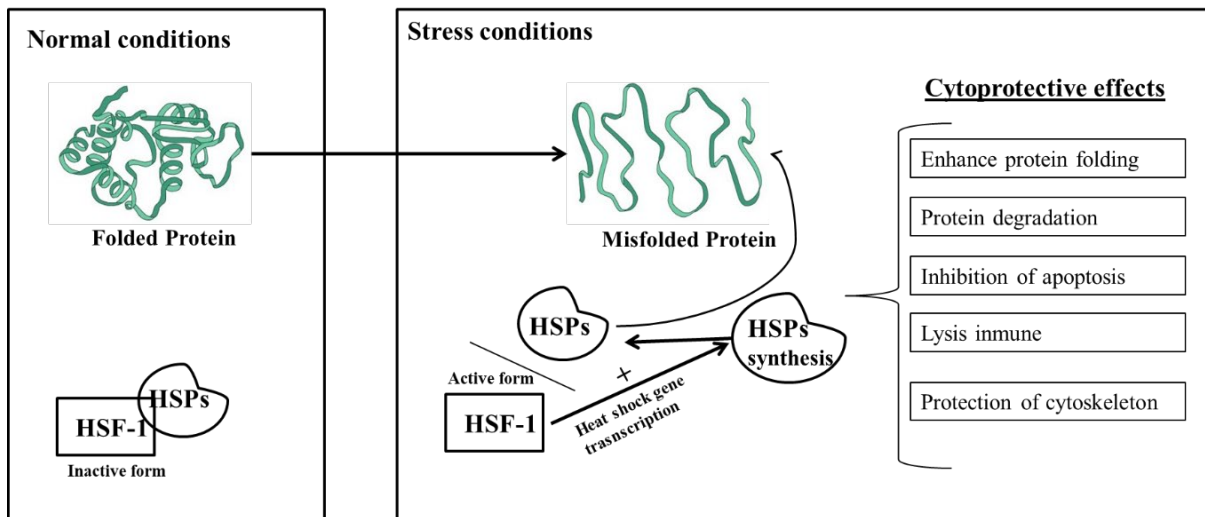 Normal conditions
Folded Protein
HSPs
HSF-1
Inactive form
Stress conditions
Misfolded Protein
HSPs
HSPs
synthesis
Active form
+
HSF-1
Heat shock gene
trasnscription
Cytoprotective effects
Enhance protein folding
Protein degradation
Inhibition of apoptosis
Lysis inmune
Protection of cytoskeleton